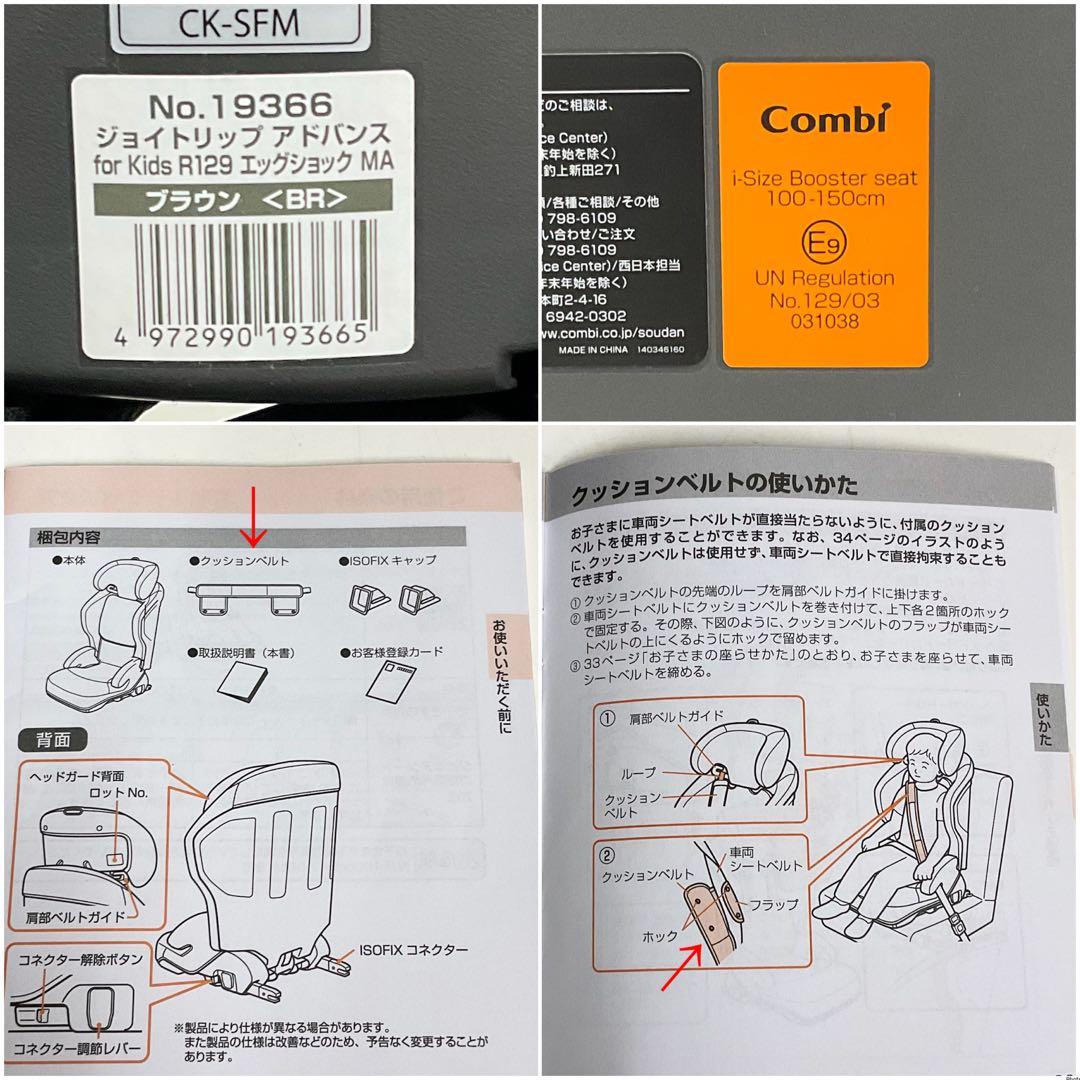 CK-SFM
No.19366
ジョイトリップ アドバンス
for Kids R129 エッグショック MA
ブラウン <BR>
4 972990 193665
どのご相談は、
ce Center)
末年始を除く)
釣上新田271
/各種ご相談/その他
798-6109
い合わせ/ご注文
798-6109
ice Center)/西日本担当
年末年始を除く)
本町2-4-16
6942-0302
ww.combi.co.jp/soudan
MADE IN CHINA 140346160
Combi
i-Size Booster seat
100-150cm
E9
UN Regulation
No.129/03
031038
梱包内容
●本体
●クッションベルト
●ISOFIX キャップ
●取扱説明書(本書)
●お客様登録カード
お使いいただく前に
背面
ヘッドガード背面
ロットNo.
肩部ベルトガイド
コネクター解除ボタン
コネクター調節レバー
ISOFIX コネクター
※製品により仕様が異なる場合があります。
また製品の仕様は改善などのため、予告なく変更することが
あります。
クッションベルトの使いかた
お子さまに車両シートベルトが直接当たらないように、付属のクッション
ベルトを使用することができます。なお、34ページのイラストのよう
に、クッションベルトは使用せず、車両シートベルトで直接拘束することも
できます。
① クッションベルトの先端のループを肩部ベルトガイドに掛けます。
② 車両シートベルトにクッションベルトを巻き付けて、上下各2箇所のホック
で固定する。その際、下図のように、クッションベルトのフラップが車両シー
トベルトの上にくるようにホックで留めます。
③ 33ページ「お子さまの座らせかた」のとおり、お子さまを座らせて、車両
シートベルトを締める。
使いかた
①
肩部ベルトガイド
ループ
クッション
ベルト
②
車両
シートベルト
クッションベルト
フラップ
ホック